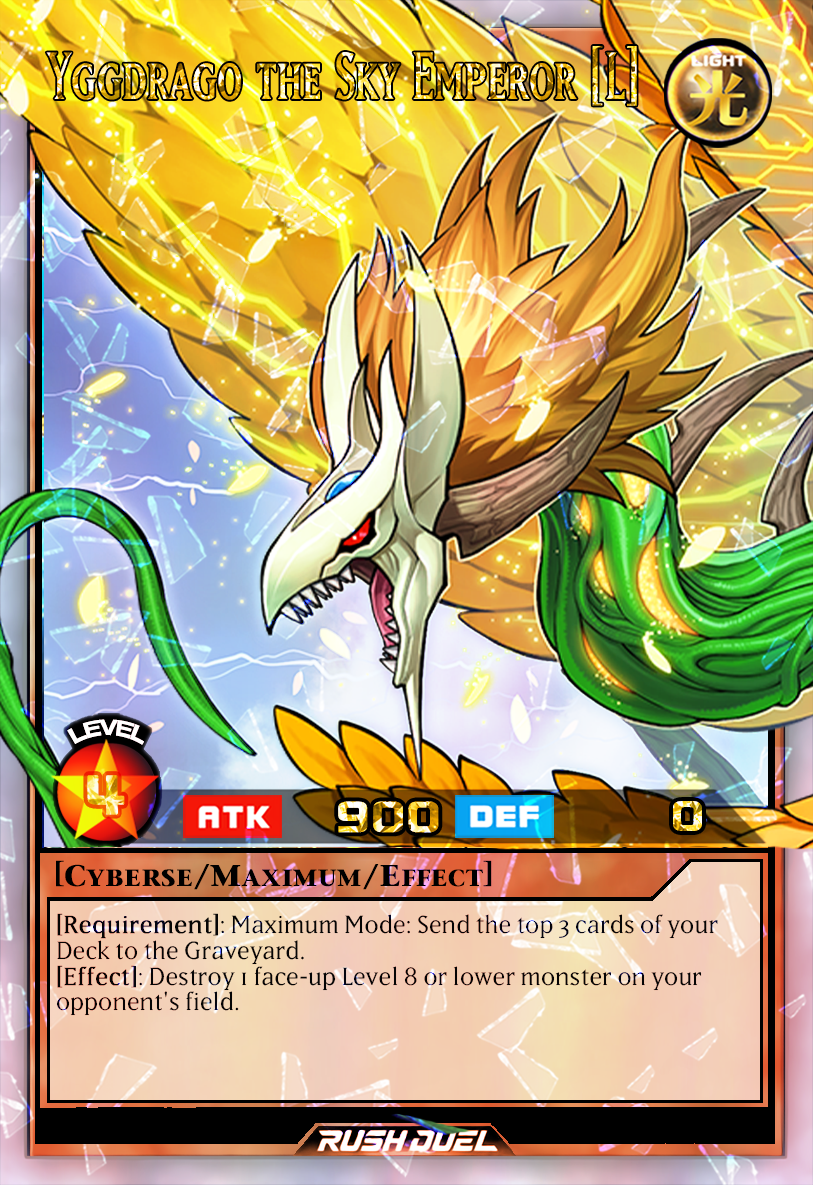 Yggdrago the Sky Emperor [L]
LIGHT
光
LEVEL
4
ATK 900 DEF 0
[Cyberse/Maximum/Effect]
[Requirement]: Maximum Mode: Send the top 3 cards of your
Deck to the Graveyard.
[Effect]: Destroy 1 face-up Level 8 or lower monster on your
opponent's field.
RUSH DUEL